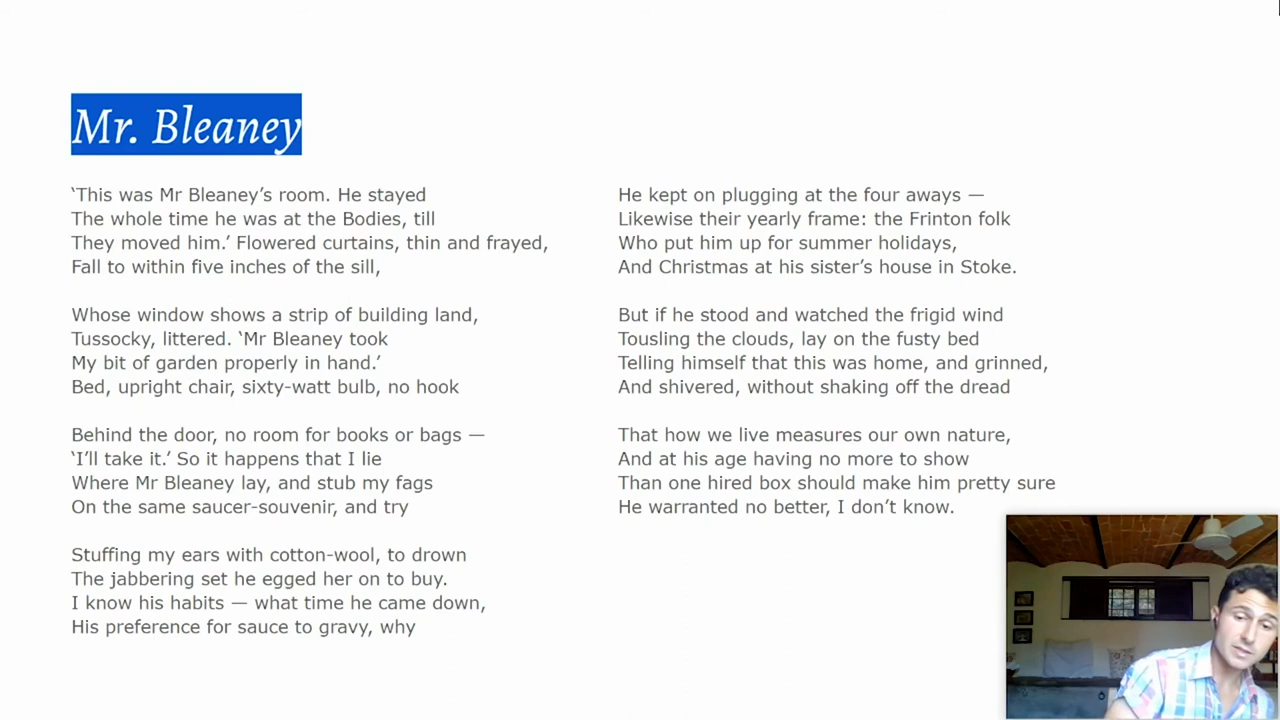 Mr. Bleaney
‘This was Mr Bleaney’s room. He stayed
The whole time he was at the Bodies, till
They moved him.’ Flowered curtains, thin and frayed,
Fall to within five inches of the sill,
Whose window shows a strip of building land,
Tussocky, littered. ‘Mr Bleaney took
My bit of garden properly in hand.’
Bed, upright chair, sixty-watt bulb, no hook
Behind the door, no room for books or bags —
‘I’ll take it.’ So it happens that I lie
Where Mr Bleaney lay, and stub my fags
On the same saucer-souvenir, and try
Stuffing my ears with cotton-wool, to drown
The jabbering set he egged her on to buy.
I know his habits — what time he came down,
His preference for sauce to gravy, why
He kept on plugging at the four aways —
Likewise their yearly frame: the Frinton folk
Who put him up for summer holidays,
And Christmas at his sister’s house in Stoke.
But if he stood and watched the frigid wind
Tousling the clouds, lay on the fusty bed
Telling himself that this was home, and grinned,
And shivered, without shaking off the dread
That how we live measures our own nature,
And at his age having no more to show
Than one hired box should make him pretty sure
He warranted no better, I don’t know.